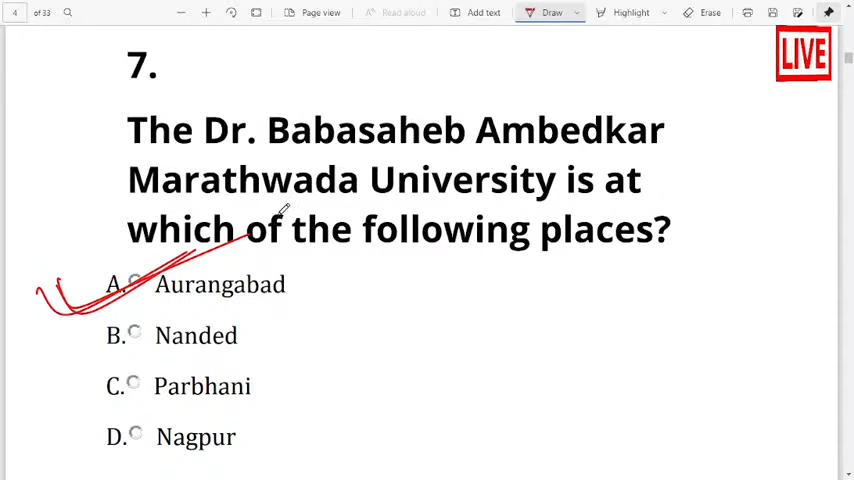 4 of 33 Page view Read aloud Add text Draw Highlight Erase
LIVE
7.
The Dr. Babasaheb Ambedkar
Marathwada University is at
which of the following places?
A. Aurangabad
B. Nanded
C. Parbhani
D. Nagpur